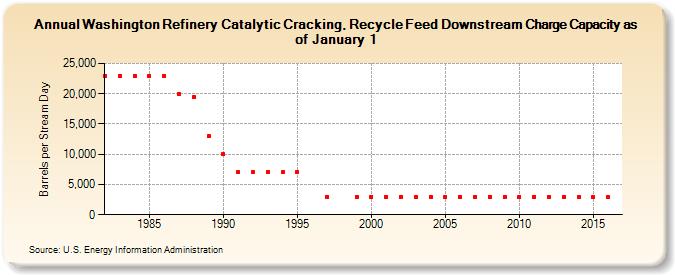 Annual Washington Refinery Catalytic Cracking, Recycle Feed Downstream Charge Capacity as
of January 1
Barrels per Stream Day
25,000
20,000
15,000
10,000
5,000
0
1985 1990 1995 2000 2005 2010 2015
Source: U.S. Energy Information Administration